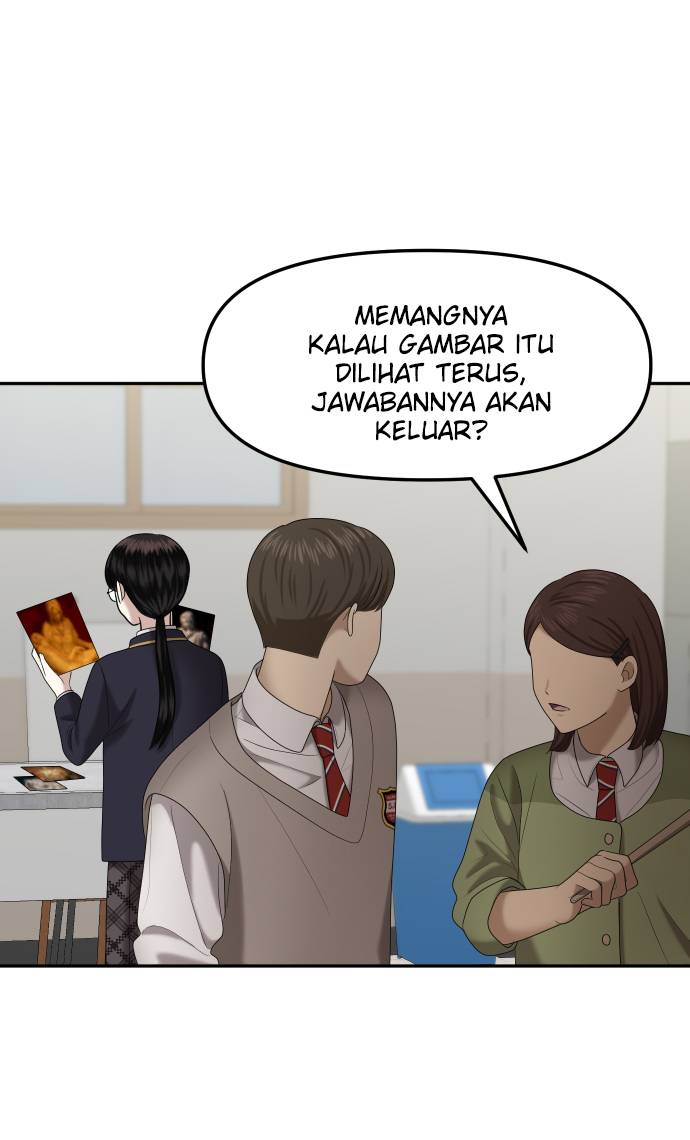 MEMANGNYA
KALAU GAMBAR ITU
DILIHAT TERUS,
JAWABANNYA AKAN
KELUAR?